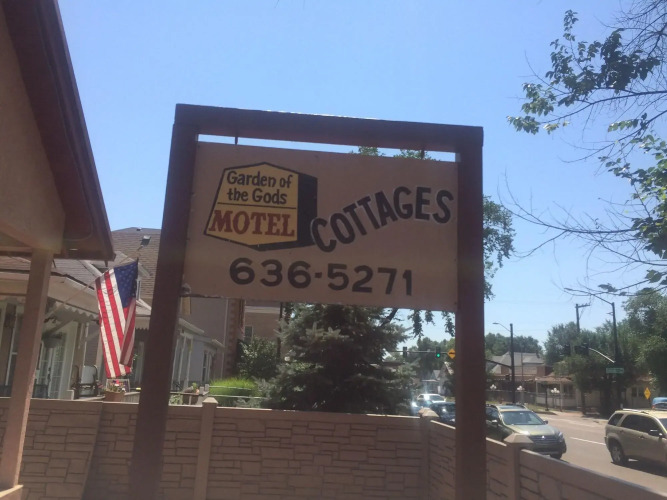 Garden of
the Gods
MOTEL
COTTAGES
636-5271